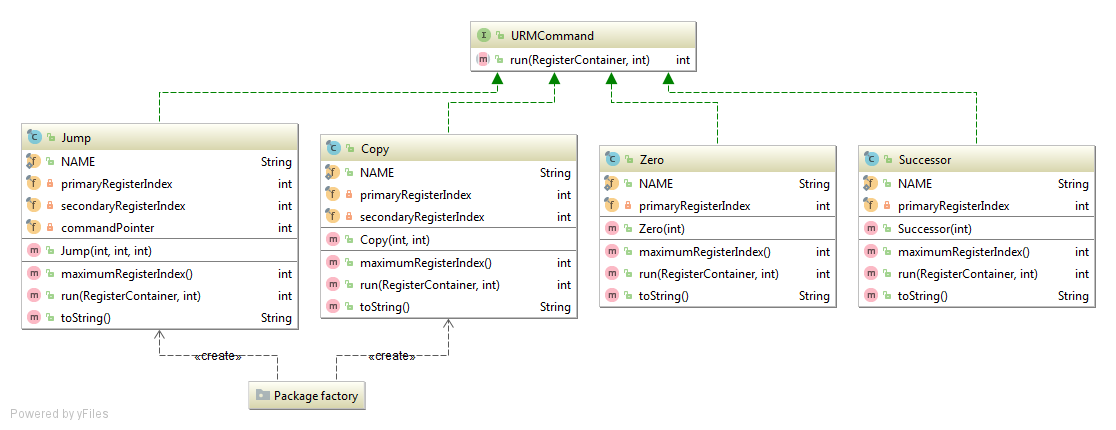 URMCommand
run(RegisterContainer, int) int
Jump
NAME String
primaryRegisterIndex int
secondaryRegisterIndex int
commandPointer int
Jump(int, int, int)
maximumRegisterIndex() int
run(RegisterContainer, int) int
toString() String
Copy
NAME String
primaryRegisterIndex int
secondaryRegisterIndex int
Copy(int, int)
maximumRegisterIndex() int
run(RegisterContainer, int) int
toString() String
Zero
NAME String
primaryRegisterIndex int
Zero(int)
maximumRegisterIndex() int
run(RegisterContainer, int) int
toString() String
Successor
NAME String
primaryRegisterIndex int
Successor(int)
maximumRegisterIndex() int
run(RegisterContainer, int) int
toString() String
«create»
«create»
Package factory
Powered by yFiles